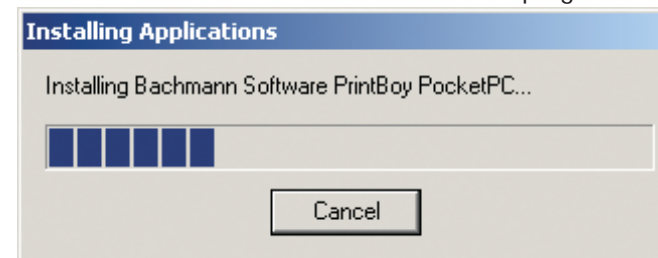 Installing Applications
Installing Bachmann Software PrintBoy PocketPC...
Cancel